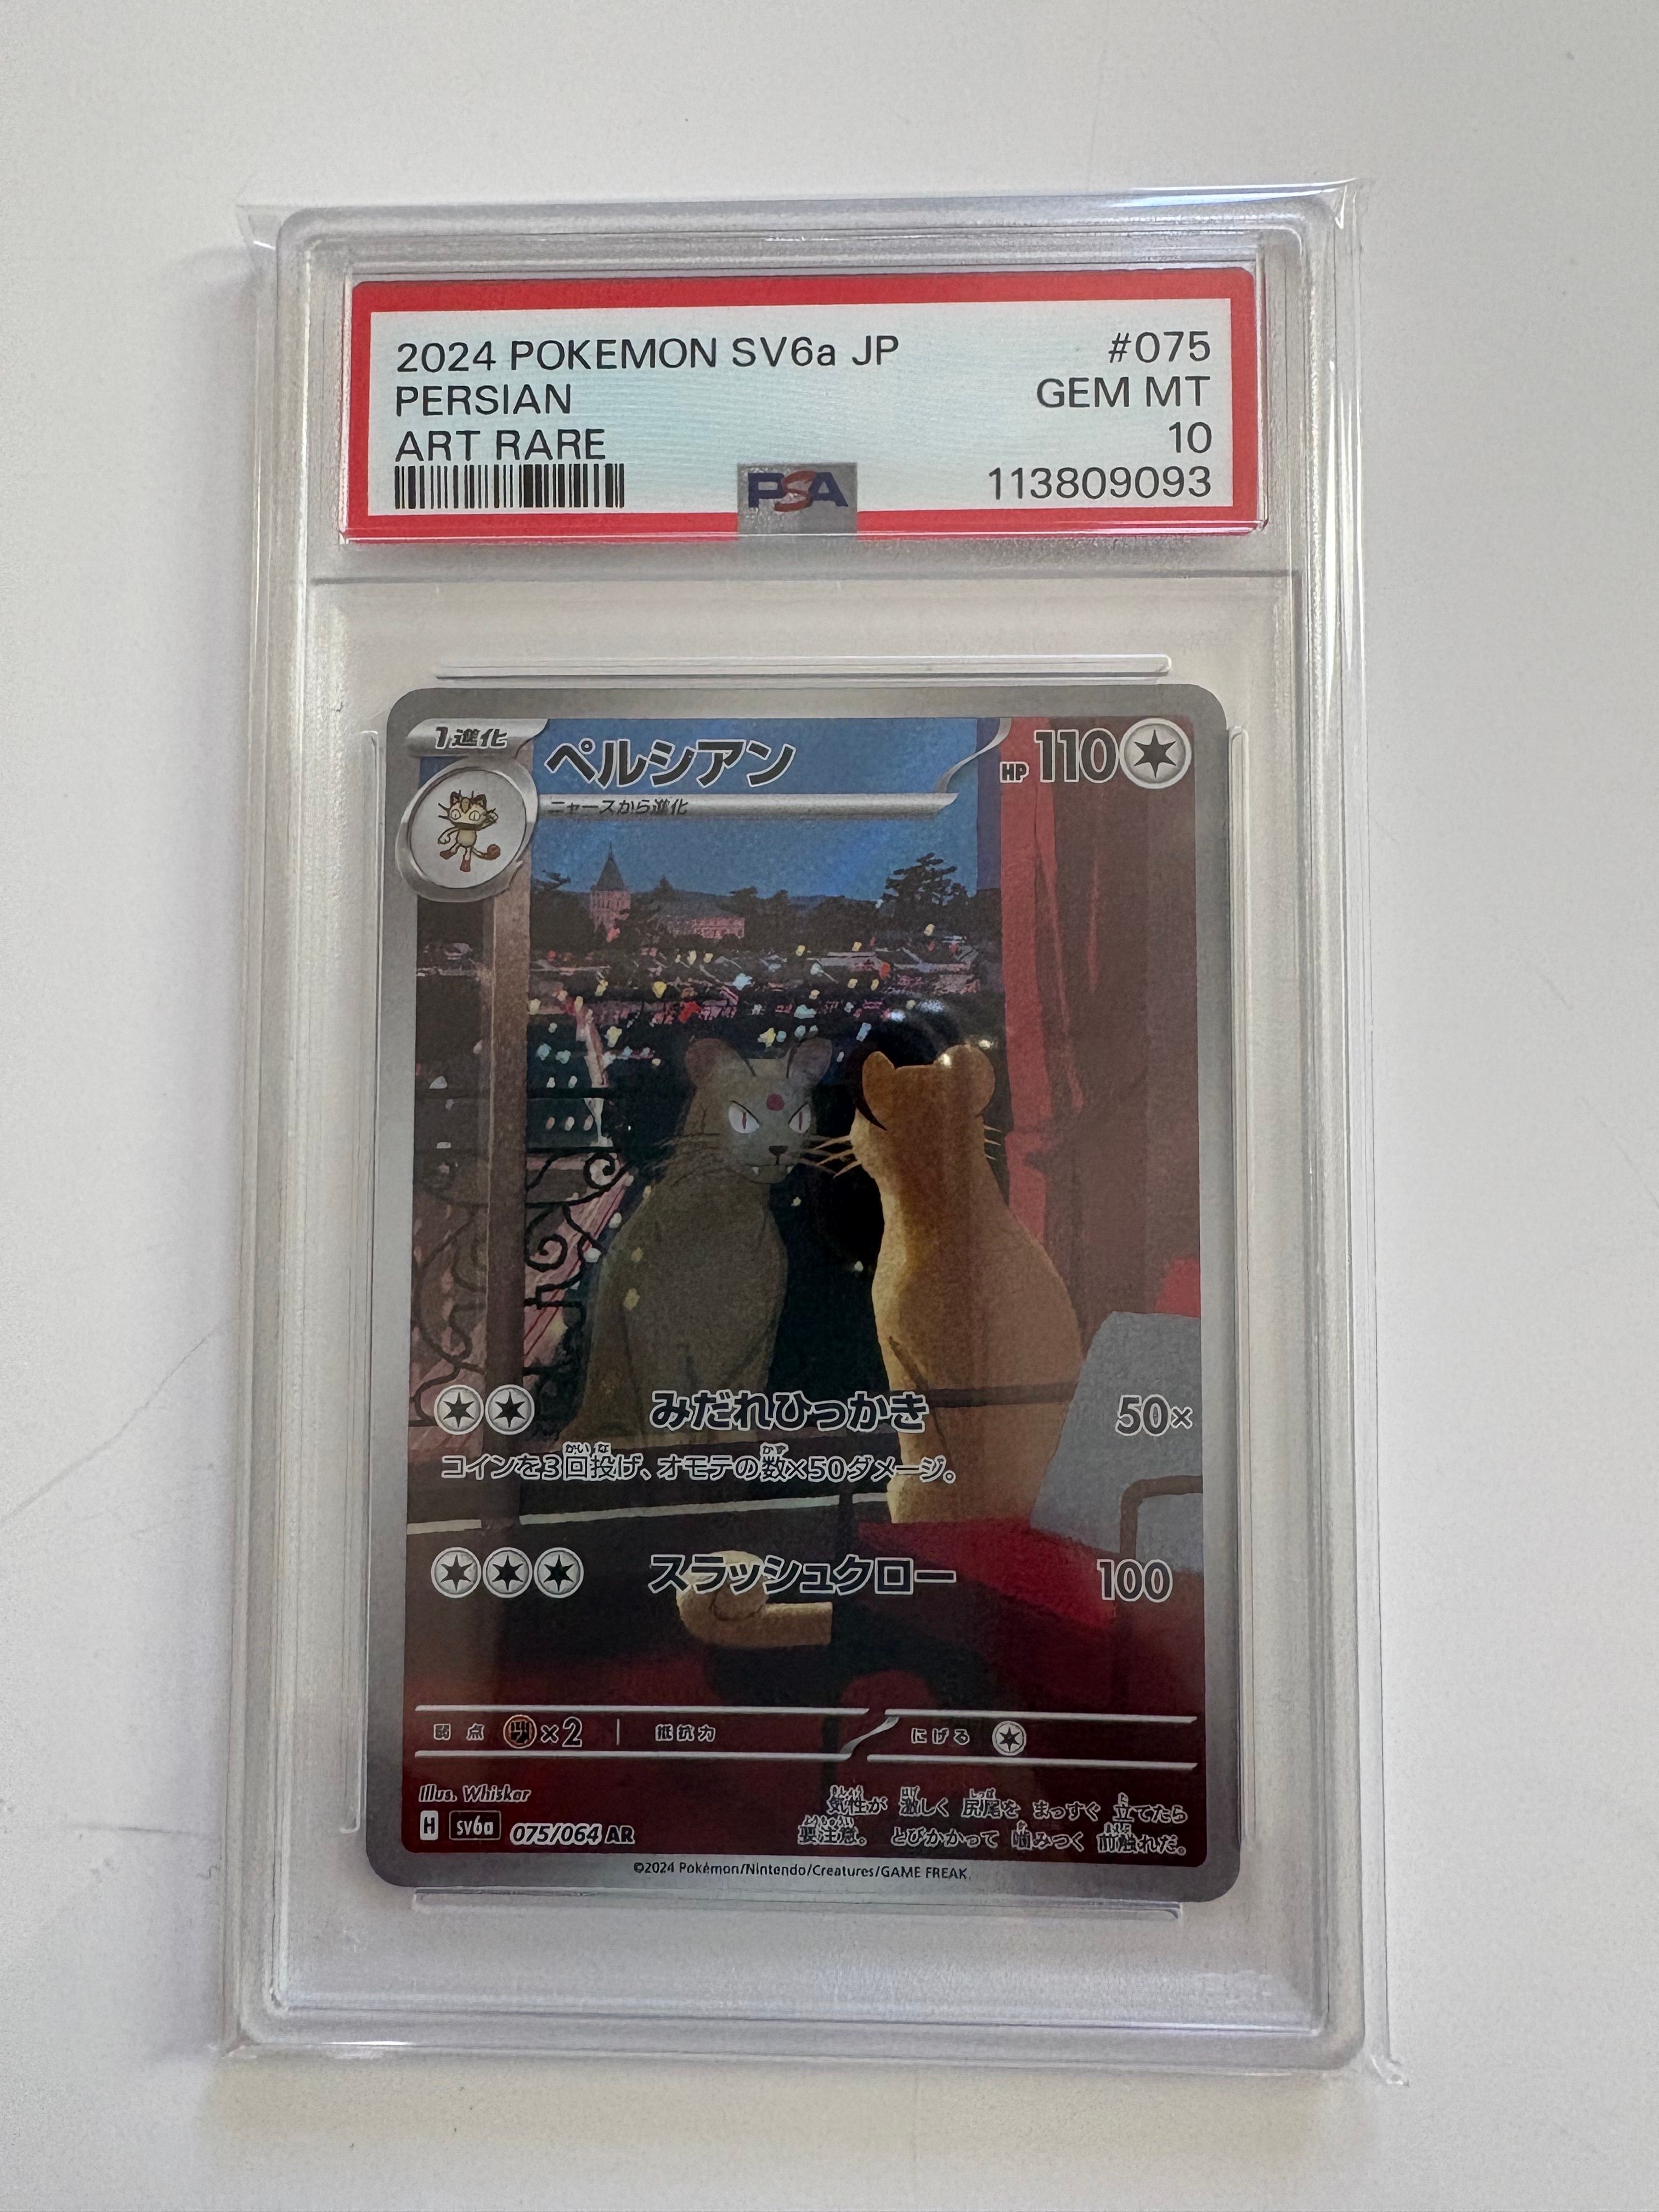 2024 POKEMON SV6a JP #075
PERSIAN GEM MT
ART RARE 10
PSA 113809093
1進化 ペルシアン HP 110
ニャースから進化
みだれひっかき 50×
コインを3回投げ、オモテの数×50ダメージ。
スラッシュクロー 100
弱点 ×2 抵抗力 にげる
Illus. Whisker
気性が 激しく 尻尾を まっすぐ 立てたら
要注意。 とびかかって 噛みつく 前触れだ。
H sv6a 075/064 AR
©2024 Pokémon/Nintendo/Creatures/GAME FREAK